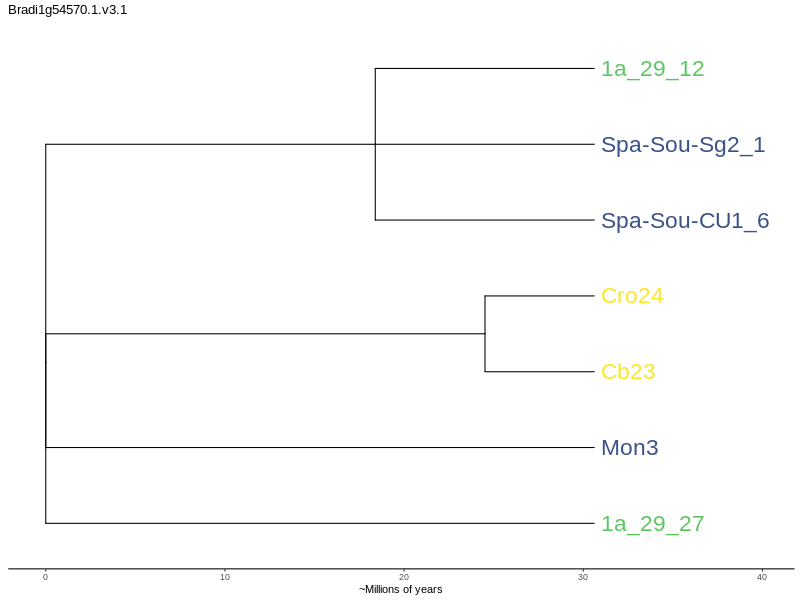 Bradi1g54570.1.v3.1
1a_29_12
Spa-Sou-Sg2_1
Spa-Sou-CU1_6
Cro24
Cb23
Mon3
1a_29_27
0 10 20 30 40
~Millions of years